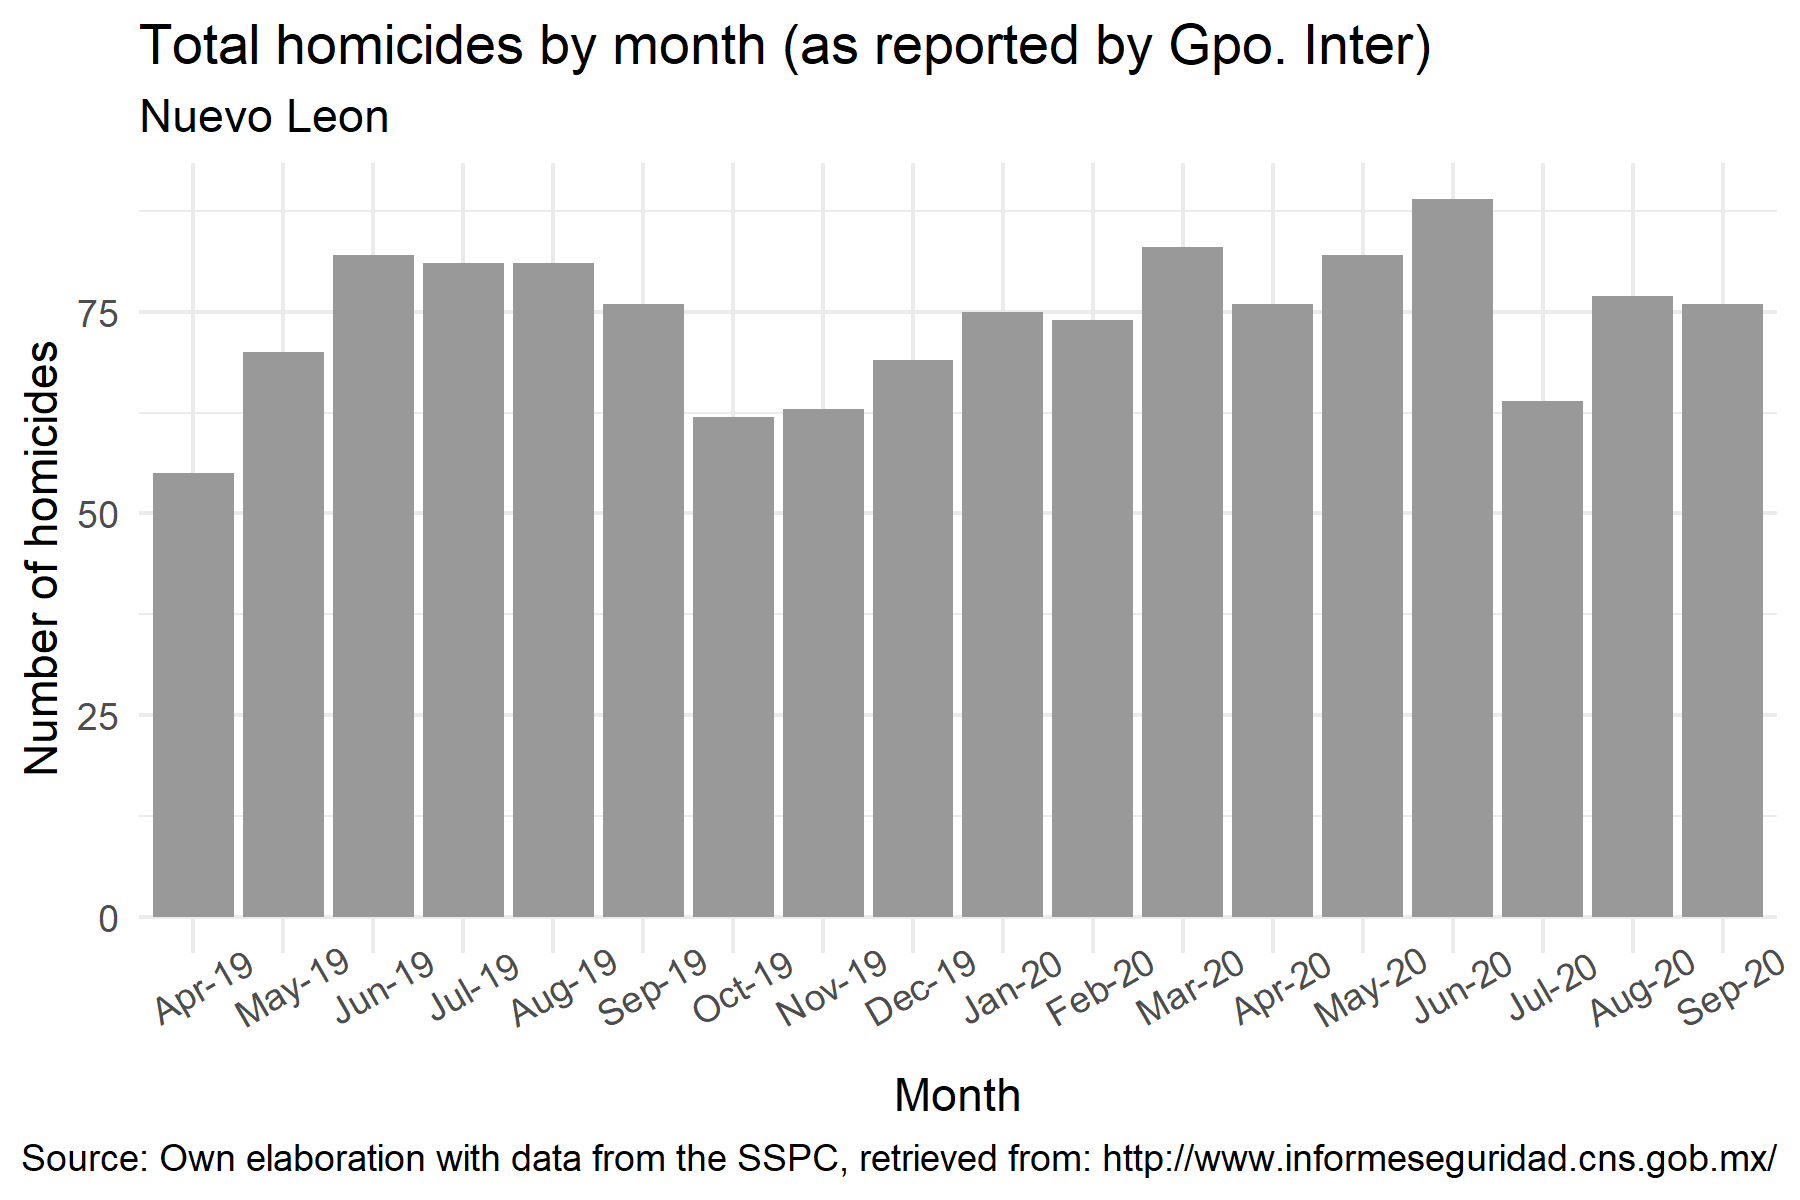 Total homicides by month (as reported by Gpo. Inter)
Nuevo Leon
Number of homicides
75
50
25
0
Apr-19 May-19 Jun-19 Jul-19 Aug-19 Sep-19 Oct-19 Nov-19 Dec-19 Jan-20 Feb-20 Mar-20 Apr-20 May-20 Jun-20 Jul-20 Aug-20 Sep-20
Month
Source: Own elaboration with data from the SSPC, retrieved from: http://www.informeseguridad.cns.gob.mx/